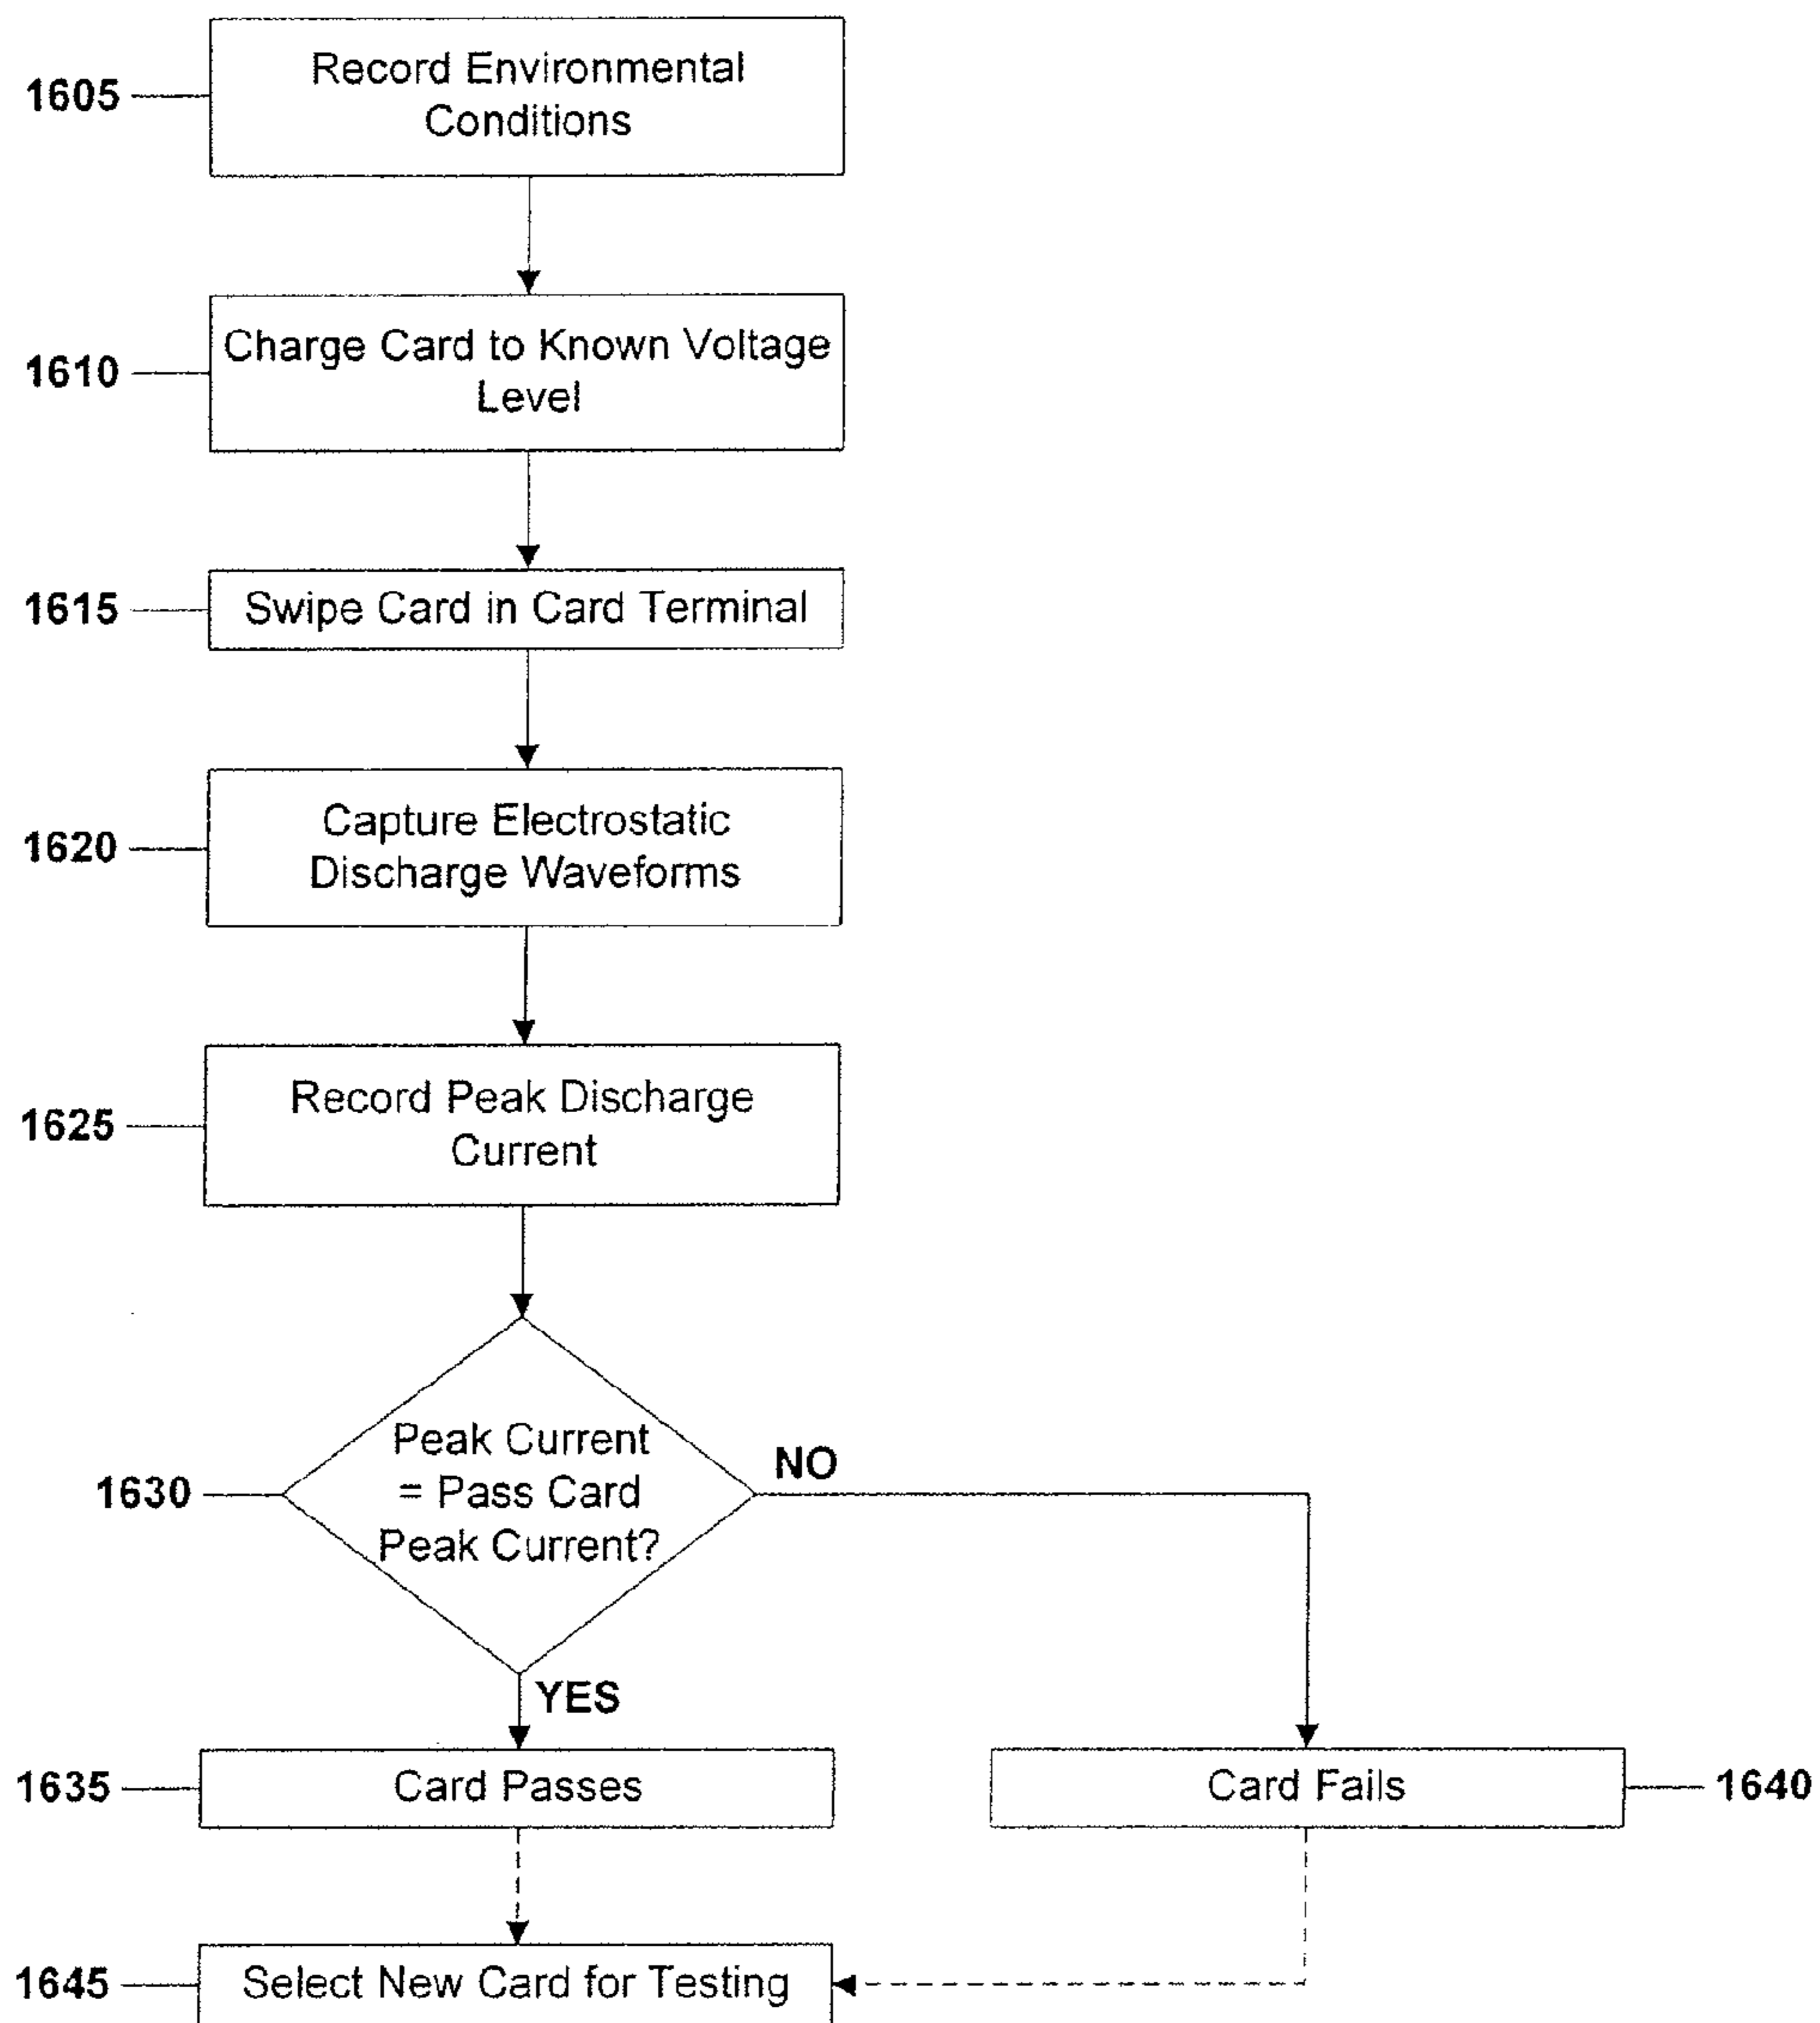 Record Environmental
Conditions
1605
Charge Card to Known Voltage
Level
1610
1615
Swipe Card in Card Terminal
Capture Electrostatic
Discharge Waveforms
1620
Record Peak Discharge
Current
1625
Peak Current
= Pass Card
Peak Current?
1630
NO
YES
1635
Card Passes
Card Fails
1640
1645
Select New Card for Testing